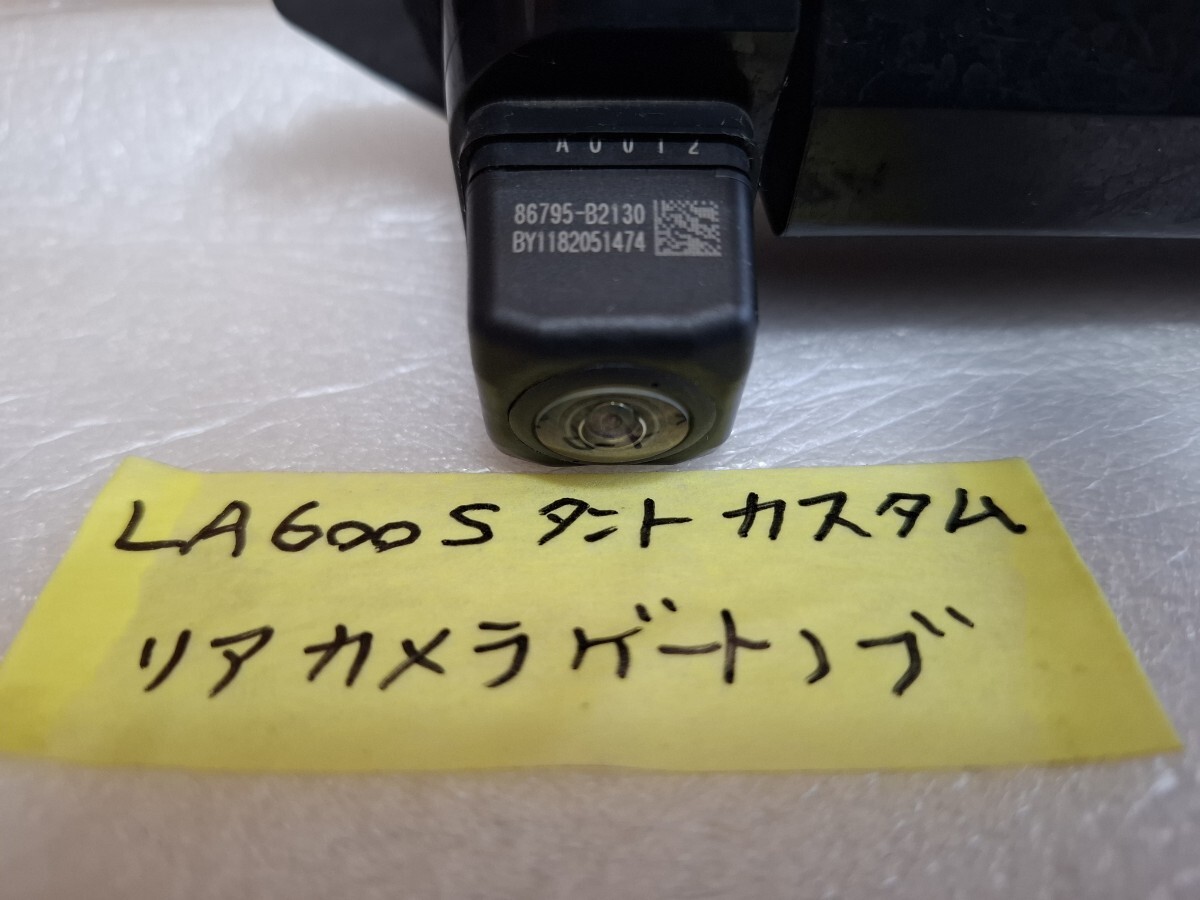 A0012
86795-B2130
BY1182051474
LA600S タント カスタム
リアカメラゲートノブ